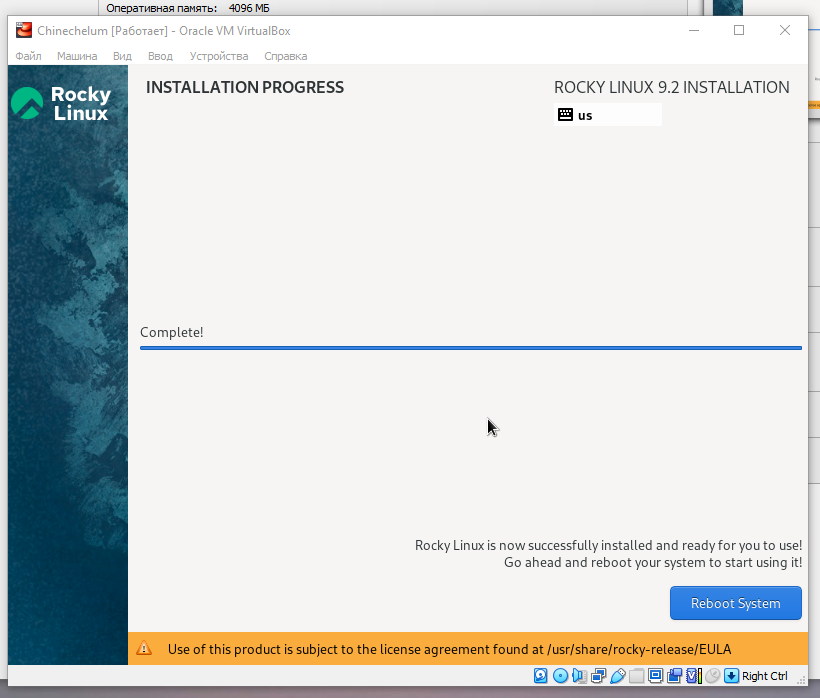 Оперативная память: 4096 МБ
Chinechelum [Работает] - Oracle VM VirtualBox
Файл Машина Вид Ввод Устройства Справка
Rocky
Linux
INSTALLATION PROGRESS
ROCKY LINUX 9.2 INSTALLATION
us
Complete!
Rocky Linux is now successfully installed and ready for you to use!
Go ahead and reboot your system to start using it!
Reboot System
Use of this product is subject to the license agreement found at /usr/share/rocky-release/EULA
Right Ctrl